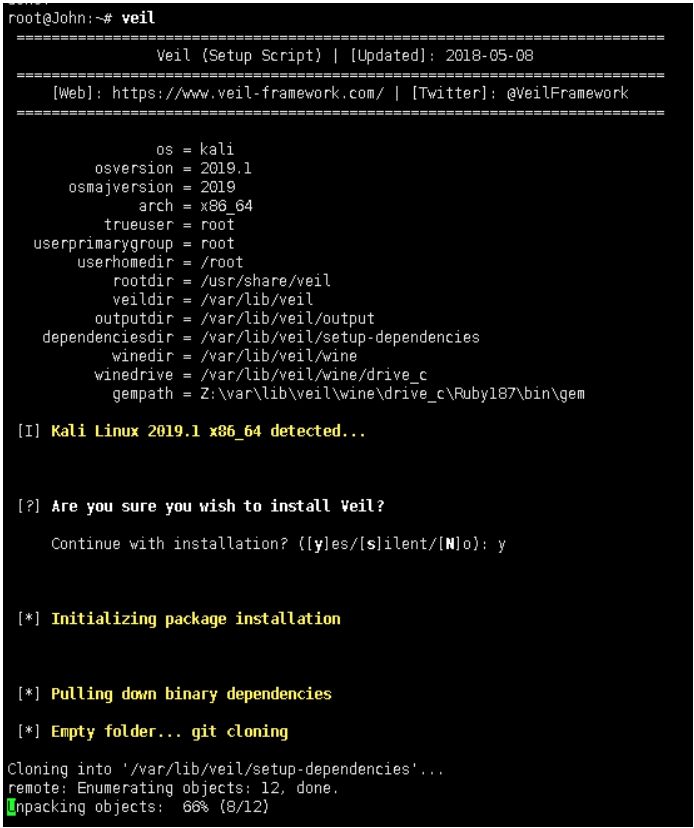 root@John:~# veil
===========================================================================
Veil (Setup Script) | [Updated]: 2018-05-08
===========================================================================
[Web]: https://www.veil-framework.com/ | [Twitter]: @VeilFramework
===========================================================================
os = kali
osversion = 2019.1
osmajversion = 2019
arch = x86_64
trueuser = root
userprimarygroup = root
userhomedir = /root
rootdir = /usr/share/veil
veildir = /var/lib/veil
outputdir = /var/lib/veil/output
dependenciesdir = /var/lib/veil/setup-dependencies
winedir = /var/lib/veil/wine
winedrive = /var/lib/veil/wine/drive_c
gempath = Z:\var\lib\veil\wine\drive_c\Ruby187\bin\gem
[I] Kali Linux 2019.1 x86_64 detected...
[?] Are you sure you wish to install Veil?
Continue with installation? ([y]es/[s]ilent/[N]o): y
[*] Initializing package installation
[*] Pulling down binary dependencies
[*] Empty folder... git cloning
Cloning into '/var/lib/veil/setup-dependencies'...
remote: Enumerating objects: 12, done.
Unpacking objects:  66% (8/12)